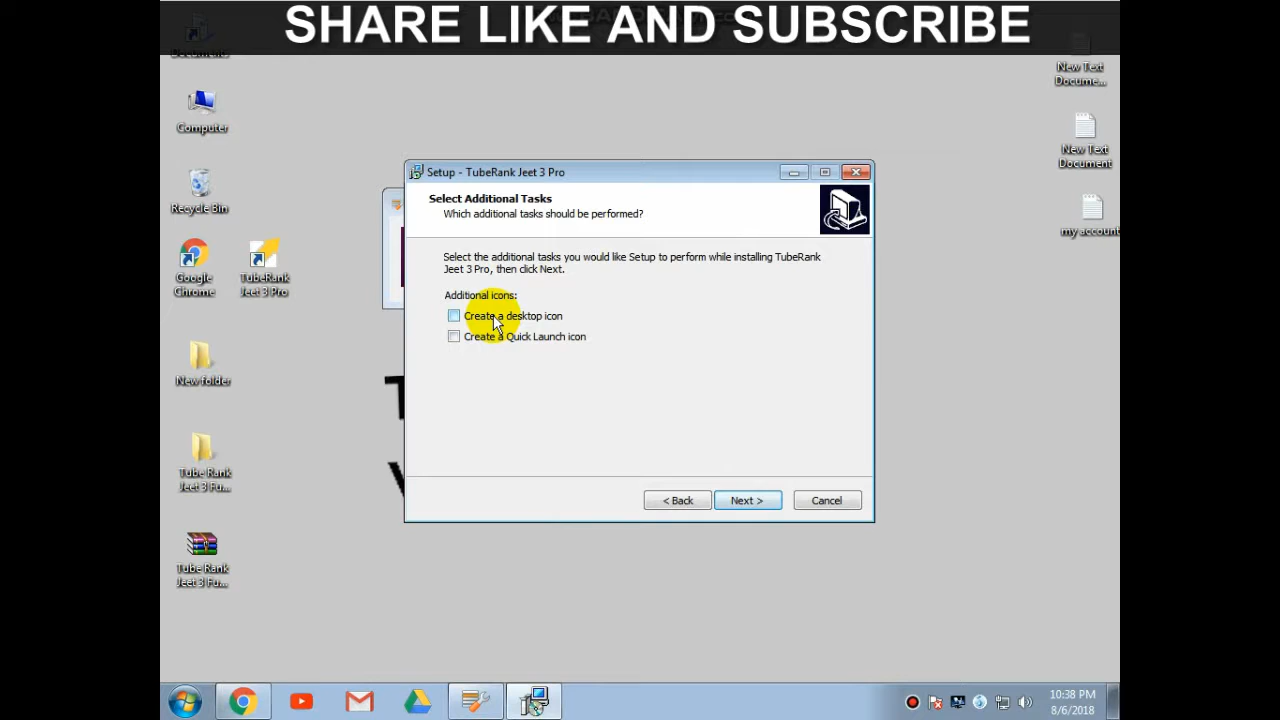 SHARE LIKE AND SUBSCRIBE
Computer
Recycle Bin
Google
Chrome
TubeRank
Jeet 3 Pro
New folder
Tube Rank
Jeet 3 Fu...
Tube Rank
Jeet 3 Fu...
New Text
Docume...
New Text
Document
my account
Setup - TubeRank Jeet 3 Pro
Select Additional Tasks
Which additional tasks should be performed?
Select the additional tasks you would like Setup to perform while installing TubeRank
Jeet 3 Pro, then click Next.
Additional icons:
Create a desktop icon
Create a Quick Launch icon
< Back
Next >
Cancel
10:38 PM
8/6/2018